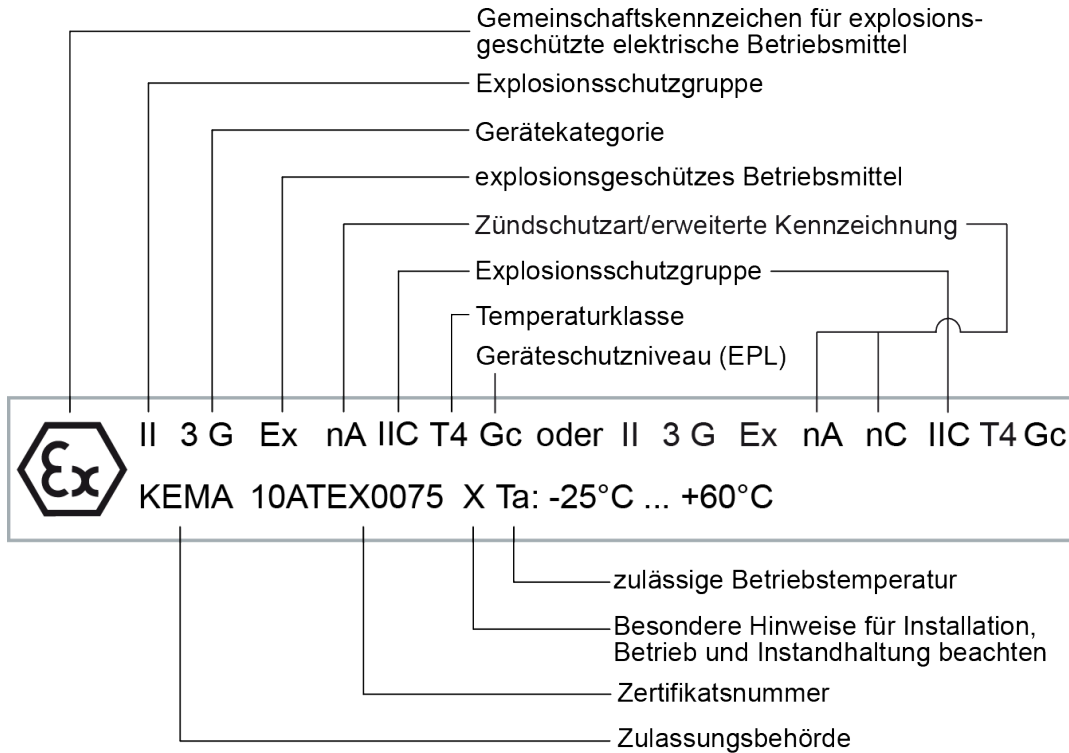 Gemeinschaftskennzeichen für explosions-
geschützte elektrische Betriebsmittel
Explosionsschutzgruppe
Gerätekategorie
explosionsgeschützes Betriebsmittel
Zündschutzart/erweiterte Kennzeichnung
Explosionsschutzgruppe
Temperaturklasse
Geräteschutzniveau (EPL)
Ex
II 3 G Ex nA IIC T4 Gc oder II 3 G Ex nA nC IIC T4 Gc
KEMA 10ATEX0075 X Ta: -25°C ... +60°C
zulässige Betriebstemperatur
Besondere Hinweise für Installation,
Betrieb und Instandhaltung beachten
Zertifikatsnummer
Zulassungsbehörde